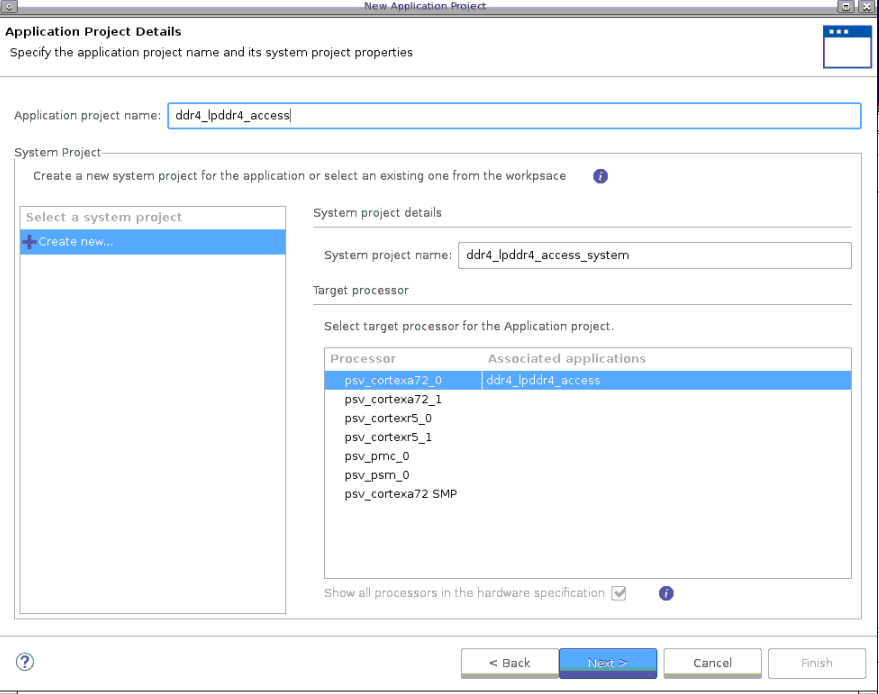 New Application Project
Application Project Details
Specify the application project name and its system project properties
Application project name: ddr4_lpddr4_access
System Project
Create a new system project for the application or select an existing one from the workpsace
i
Select a system project
Create new...
System project details
System project name: ddr4_lpddr4_access_system
Target processor
Select target processor for the Application project.
Processor Associated applications
psv_cortexa72_0 ddr4_lpddr4_access
psv_cortexa72_1
psv_cortexr5_0
psv_cortexr5_1
psv_pmc_0
psv_psm_0
psv_cortexa72 SMP
Show all processors in the hardware specification
i
?
< Back Next > Cancel Finish